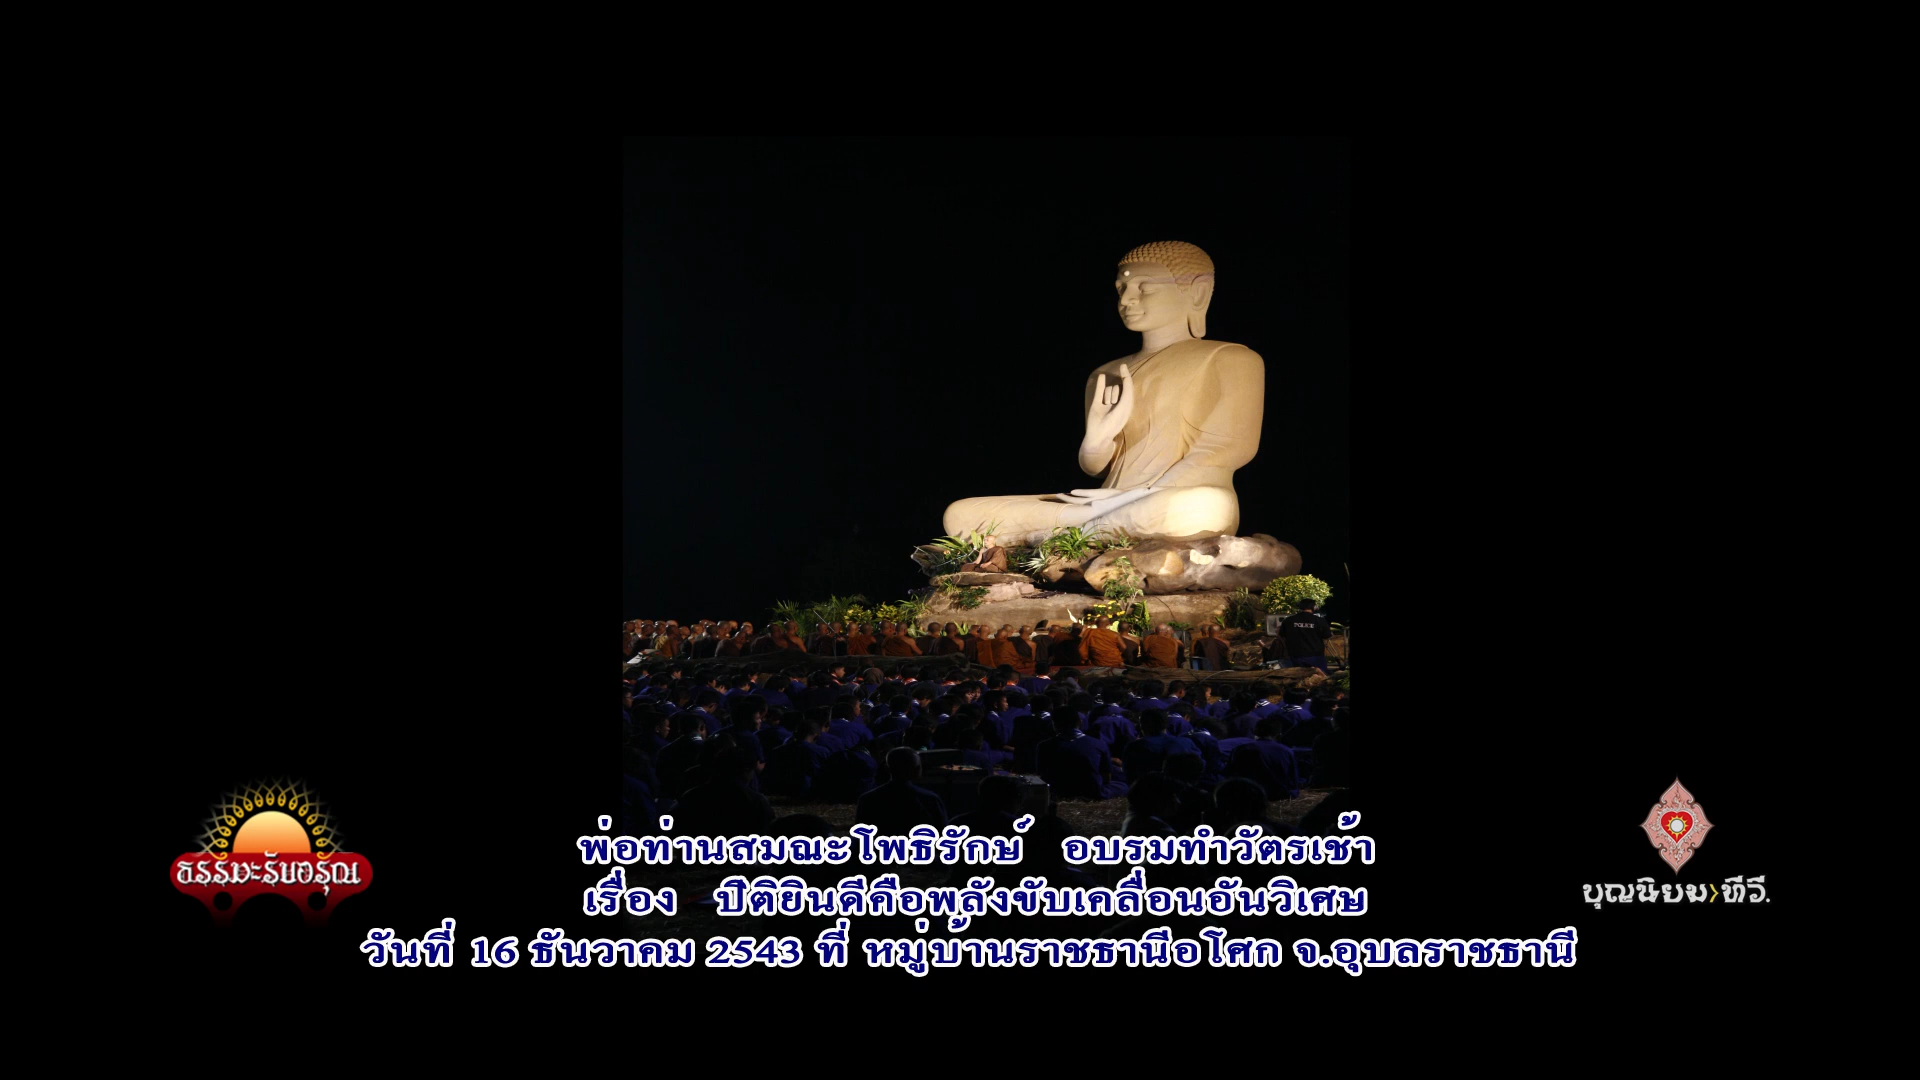 พ่อท่านสมณะโพธิรักษ์ อบรมทำวัตรเช้า
เรื่อง ปีติยินดีคือพลังขับเคลื่อนอันวิเศษ
วันที่ 16 ธันวาคม 2543 ที่ หมู่บ้านราชธานีอโศก จ.อุบลราชธานี
ธรรมะรับอรุณ
บุญนิยมทีวี.
POLICE